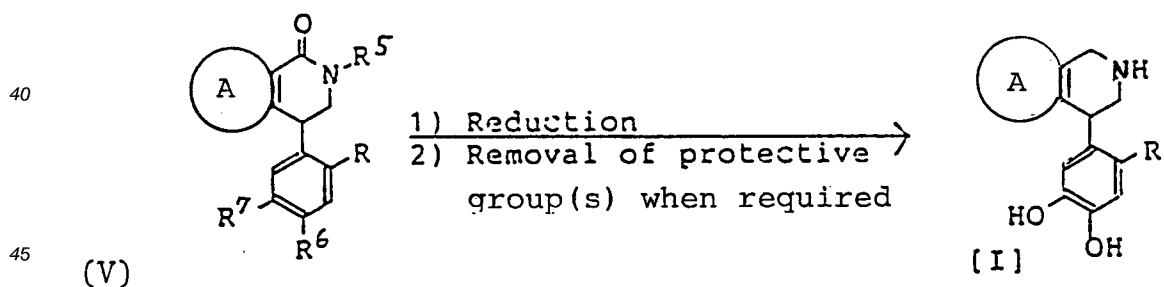 O
R5
N
A
40
1) Reduction
2) Removal of protective
group(s) when required
R
R7
R6
45
(V)
A
NH
R
HO
OH
[I]